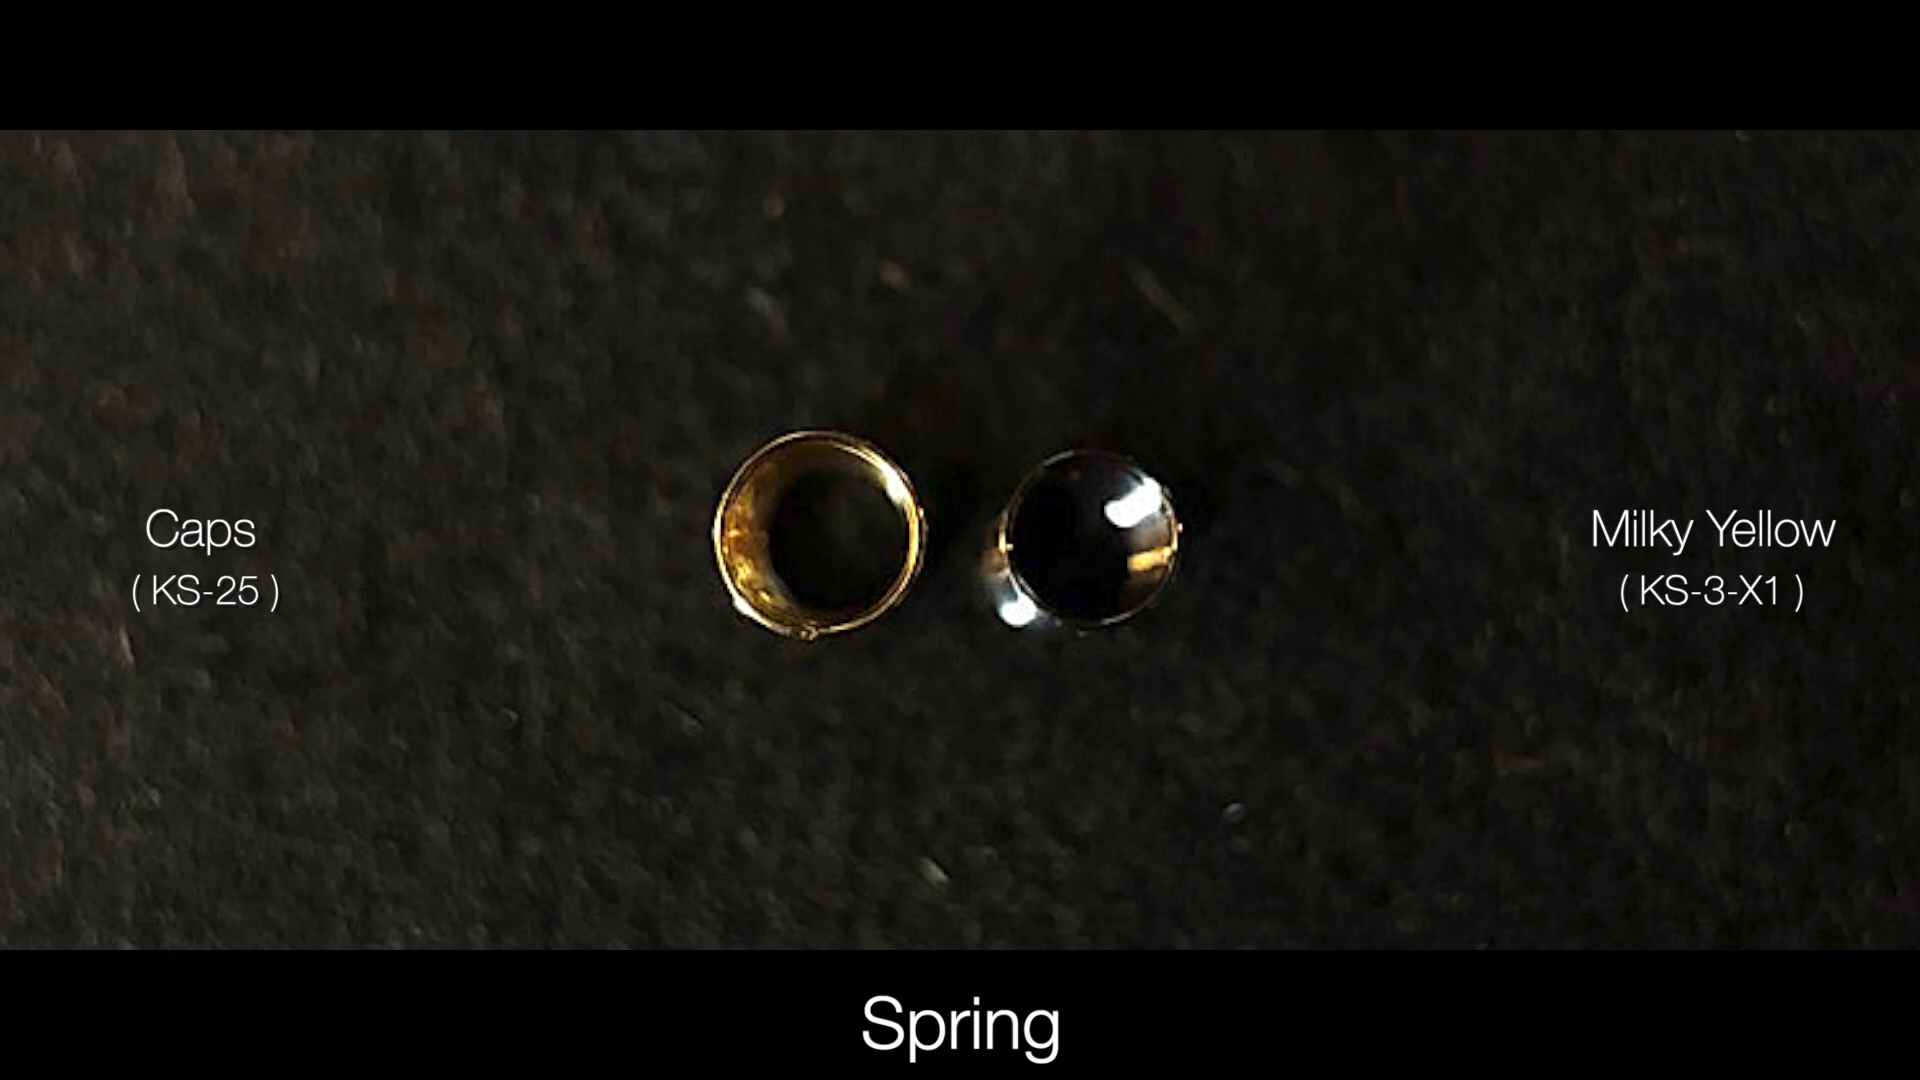 Caps
( KS-25 )
Milky Yellow
( KS-3-X1 )
Spring